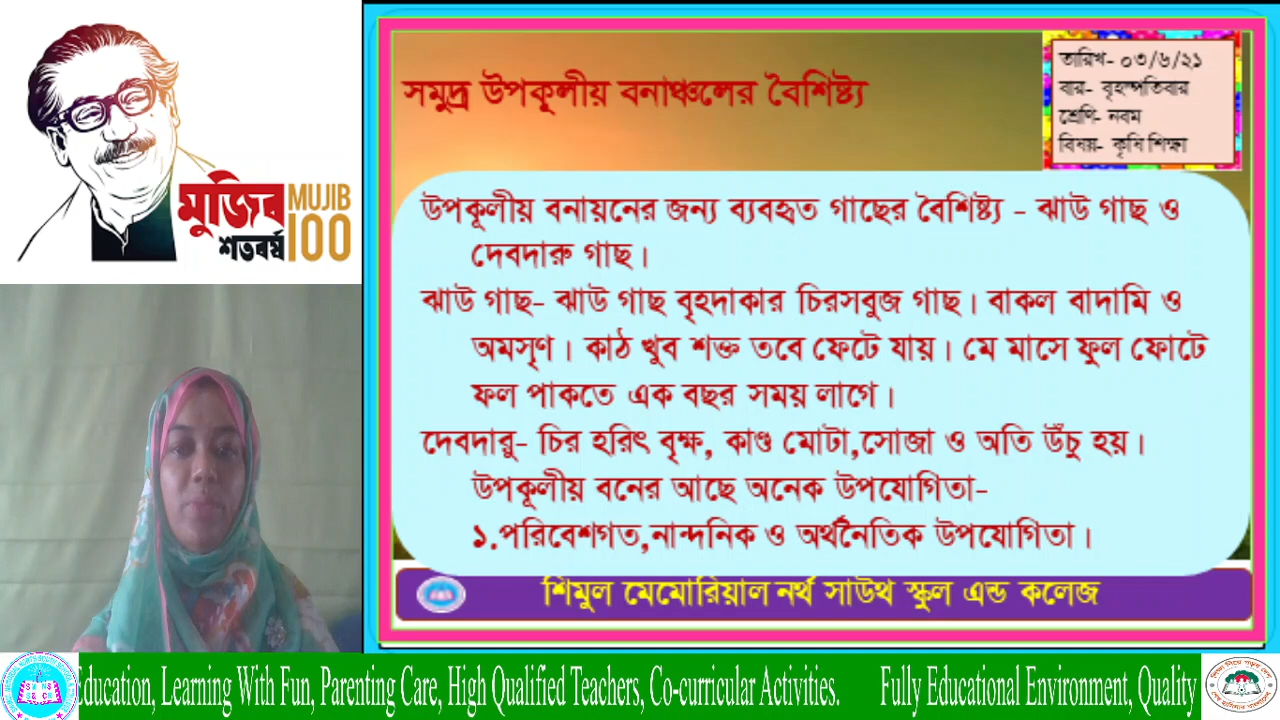 মুজিব
শতবর্ষ
MUJIB
100
সমুদ্র উপকূলীয় বনাঞ্চলের বৈশিষ্ট্য
তারিখ- ০৩/৬/২১
বার- বৃহস্পতিবার
শ্রেণি- নবম
বিষয়- কৃষি শিক্ষা
উপকূলীয় বনায়নের জন্য ব্যবহৃত গাছের বৈশিষ্ট্য - ঝাউ গাছ ও
দেবদারু গাছ।
ঝাউ গাছ- ঝাউ গাছ বৃহদাকার চিরসবুজ গাছ। বাকল বাদামি ও
অমসৃণ। কাঠ খুব শক্ত তবে ফেটে যায়। মে মাসে ফুল ফোটে
ফল পাকতে এক বছর সময় লাগে।
দেবদারু- চির হরিৎ বৃক্ষ, কাণ্ড মোটা,সোজা ও অতি উঁচু হয়।
উপকূলীয় বনের আছে অনেক উপযোগিতা-
১.পরিবেশগত,নান্দনিক ও অর্থনৈতিক উপযোগিতা।
শিমুল মেমোরিয়াল নর্থ সাউথ স্কুল এন্ড কলেজ
Education, Learning With Fun, Parenting Care, High Qualified Teachers, Co-curricular Activities. Fully Educational Environment, Quality